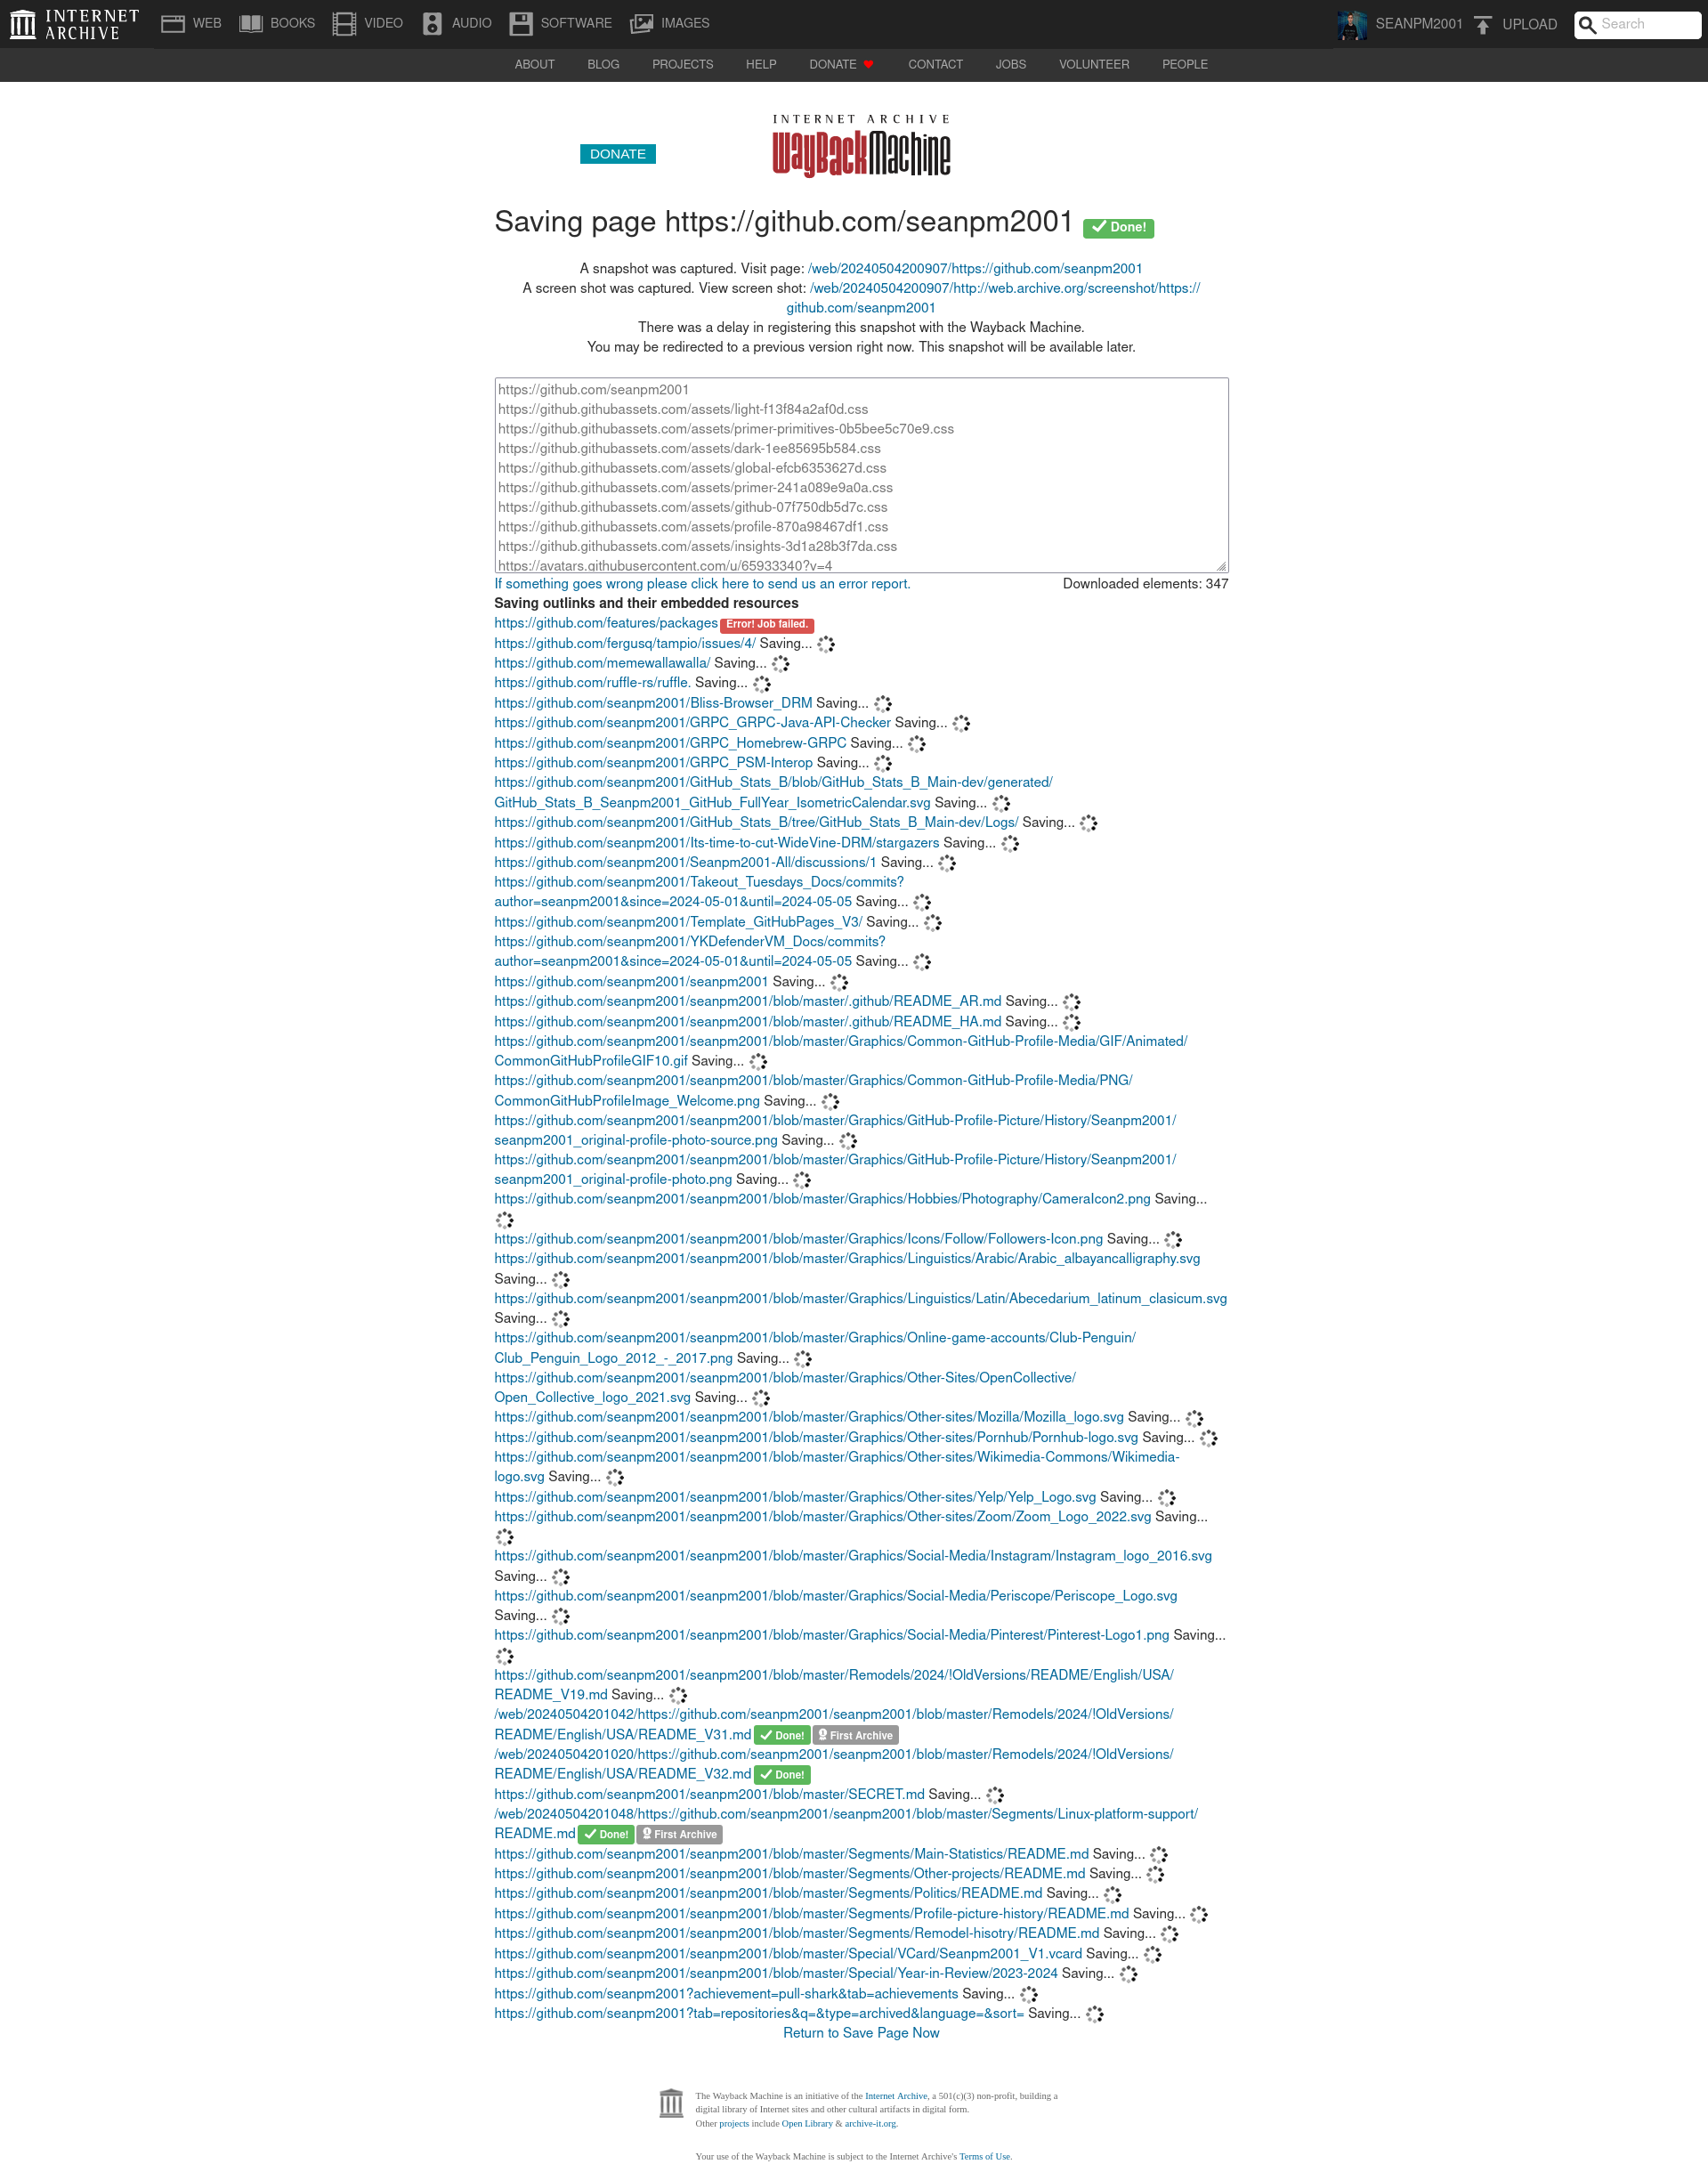 INTERNET ARCHIVE WEB BOOKS VIDEO AUDIO SOFTWARE IMAGES SEANPM2001 UPLOAD Search
ABOUT BLOG PROJECTS HELP DONATE CONTACT JOBS VOLUNTEER PEOPLE
INTERNET ARCHIVE
DONATE WayBackMachine
Saving page https://github.com/seanpm2001 Done!
A snapshot was captured. Visit page: /web/20240504200907/https://github.com/seanpm2001
A screen shot was captured. View screen shot: /web/20240504200907/http://web.archive.org/screenshot/https://
github.com/seanpm2001
There was a delay in registering this snapshot with the Wayback Machine.
You may be redirected to a previous version right now. This snapshot will be available later.
https://github.com/seanpm2001
https://github.githubassets.com/assets/light-f13f84a2af0d.css
https://github.githubassets.com/assets/primer-primitives-0b5bee5c70e9.css
https://github.githubassets.com/assets/dark-1ee85695b584.css
https://github.githubassets.com/assets/global-efcb6353627d.css
https://github.githubassets.com/assets/primer-241a089e9a0a.css
https://github.githubassets.com/assets/github-07f750db5d7c.css
https://github.githubassets.com/assets/profile-870a98467df1.css
https://github.githubassets.com/assets/insights-3d1a28b3f7da.css
https://avatars.githubusercontent.com/u/65933340?v=4
If something goes wrong please click here to send us an error report. Downloaded elements: 347
Saving outlinks and their embedded resources
https://github.com/features/packages Error! Job failed.
https://github.com/fergusq/tampio/issues/4/ Saving...
https://github.com/memewallawalla/ Saving...
https://github.com/ruffle-rs/ruffle. Saving...
https://github.com/seanpm2001/Bliss-Browser_DRM Saving...
https://github.com/seanpm2001/GRPC_GRPC-Java-API-Checker Saving...
https://github.com/seanpm2001/GRPC_Homebrew-GRPC Saving...
https://github.com/seanpm2001/GRPC_PSM-Interop Saving...
https://github.com/seanpm2001/GitHub_Stats_B/blob/GitHub_Stats_B_Main-dev/generated/
GitHub_Stats_B_Seanpm2001_GitHub_FullYear_IsometricCalendar.svg Saving...
https://github.com/seanpm2001/GitHub_Stats_B/tree/GitHub_Stats_B_Main-dev/Logs/ Saving...
https://github.com/seanpm2001/Its-time-to-cut-WideVine-DRM/stargazers Saving...
https://github.com/seanpm2001/Seanpm2001-All/discussions/1 Saving...
https://github.com/seanpm2001/Takeout_Tuesdays_Docs/commits?
author=seanpm2001&since=2024-05-01&until=2024-05-05 Saving...
https://github.com/seanpm2001/Template_GitHubPages_V3/ Saving...
https://github.com/seanpm2001/YKDefenderVM_Docs/commits?
author=seanpm2001&since=2024-05-01&until=2024-05-05 Saving...
https://github.com/seanpm2001/seanpm2001 Saving...
https://github.com/seanpm2001/seanpm2001/blob/master/.github/README_AR.md Saving...
https://github.com/seanpm2001/seanpm2001/blob/master/.github/README_HA.md Saving...
https://github.com/seanpm2001/seanpm2001/blob/master/Graphics/Common-GitHub-Profile-Media/GIF/Animated/
CommonGitHubProfileGIF10.gif Saving...
https://github.com/seanpm2001/seanpm2001/blob/master/Graphics/Common-GitHub-Profile-Media/PNG/
CommonGitHubProfileImage_Welcome.png Saving...
https://github.com/seanpm2001/seanpm2001/blob/master/Graphics/GitHub-Profile-Picture/History/Seanpm2001/
seanpm2001_original-profile-photo-source.png Saving...
https://github.com/seanpm2001/seanpm2001/blob/master/Graphics/GitHub-Profile-Picture/History/Seanpm2001/
seanpm2001_original-profile-photo.png Saving...
https://github.com/seanpm2001/seanpm2001/blob/master/Graphics/Hobbies/Photography/CameraIcon2.png Saving...
https://github.com/seanpm2001/seanpm2001/blob/master/Graphics/Icons/Follow/Followers-Icon.png Saving...
https://github.com/seanpm2001/seanpm2001/blob/master/Graphics/Linguistics/Arabic/Arabic_albayancalligraphy.svg
Saving...
https://github.com/seanpm2001/seanpm2001/blob/master/Graphics/Linguistics/Latin/Abecedarium_latinum_clasicum.svg
Saving...
https://github.com/seanpm2001/seanpm2001/blob/master/Graphics/Online-game-accounts/Club-Penguin/
Club_Penguin_Logo_2012_-_2017.png Saving...
https://github.com/seanpm2001/seanpm2001/blob/master/Graphics/Other-Sites/OpenCollective/
Open_Collective_logo_2021.svg Saving...
https://github.com/seanpm2001/seanpm2001/blob/master/Graphics/Other-sites/Mozilla/Mozilla_logo.svg Saving...
https://github.com/seanpm2001/seanpm2001/blob/master/Graphics/Other-sites/Pornhub/Pornhub-logo.svg Saving...
https://github.com/seanpm2001/seanpm2001/blob/master/Graphics/Other-sites/Wikimedia-Commons/Wikimedia-
logo.svg Saving...
https://github.com/seanpm2001/seanpm2001/blob/master/Graphics/Other-sites/Yelp/Yelp_Logo.svg Saving...
https://github.com/seanpm2001/seanpm2001/blob/master/Graphics/Other-sites/Zoom/Zoom_Logo_2022.svg Saving...
https://github.com/seanpm2001/seanpm2001/blob/master/Graphics/Social-Media/Instagram/Instagram_logo_2016.svg
Saving...
https://github.com/seanpm2001/seanpm2001/blob/master/Graphics/Social-Media/Periscope/Periscope_Logo.svg
Saving...
https://github.com/seanpm2001/seanpm2001/blob/master/Graphics/Social-Media/Pinterest/Pinterest-Logo1.png Saving...
https://github.com/seanpm2001/seanpm2001/blob/master/Remodels/2024/!OldVersions/README/English/USA/
README_V19.md Saving...
/web/20240504201042/https://github.com/seanpm2001/seanpm2001/blob/master/Remodels/2024/!OldVersions/
README/English/USA/README_V31.md Done! First Archive
/web/20240504201020/https://github.com/seanpm2001/seanpm2001/blob/master/Remodels/2024/!OldVersions/
README/English/USA/README_V32.md Done!
https://github.com/seanpm2001/seanpm2001/blob/master/SECRET.md Saving...
/web/20240504201048/https://github.com/seanpm2001/seanpm2001/blob/master/Segments/Linux-platform-support/
README.md Done! First Archive
https://github.com/seanpm2001/seanpm2001/blob/master/Segments/Main-Statistics/README.md Saving...
https://github.com/seanpm2001/seanpm2001/blob/master/Segments/Other-projects/README.md Saving...
https://github.com/seanpm2001/seanpm2001/blob/master/Segments/Politics/README.md Saving...
https://github.com/seanpm2001/seanpm2001/blob/master/Segments/Profile-picture-history/README.md Saving...
https://github.com/seanpm2001/seanpm2001/blob/master/Segments/Remodel-hisotry/README.md Saving...
https://github.com/seanpm2001/seanpm2001/blob/master/Special/VCard/Seanpm2001_V1.vcard Saving...
https://github.com/seanpm2001/seanpm2001/blob/master/Special/Year-in-Review/2023-2024 Saving...
https://github.com/seanpm2001?achievement=pull-shark&tab=achievements Saving...
https://github.com/seanpm2001?tab=repositories&q=&type=archived&language=&sort= Saving...
Return to Save Page Now
The Wayback Machine is an initiative of the Internet Archive, a 501(c)(3) non-profit, building a
digital library of Internet sites and other cultural artifacts in digital form.
Other projects include Open Library & archive-it.org.
Your use of the Wayback Machine is subject to the Internet Archive's Terms of Use.